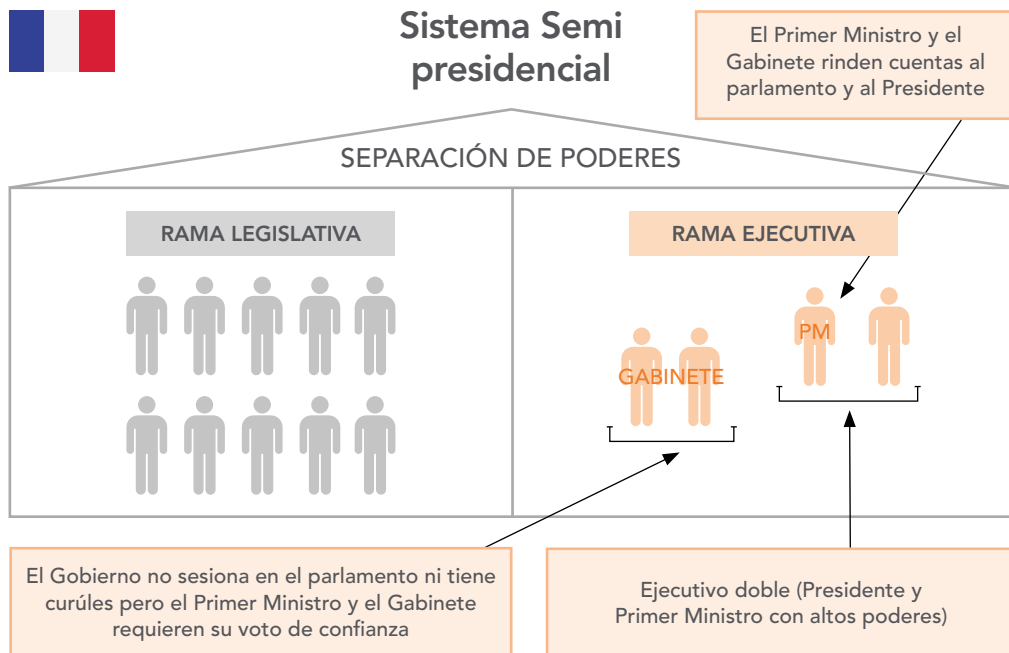 Sistema Semi
presidencial
El Primer Ministro y el
Gabinete rinden cuentas al
parlamento y al Presidente
SEPARACIÓN DE PODERES
RAMA LEGISLATIVA
RAMA EJECUTIVA
PM
GABINETE
El Gobierno no sesiona en el parlamento ni tiene
curúles pero el Primer Ministro y el Gabinete
requieren su voto de confianza
Ejecutivo doble (Presidente y
Primer Ministro con altos poderes)